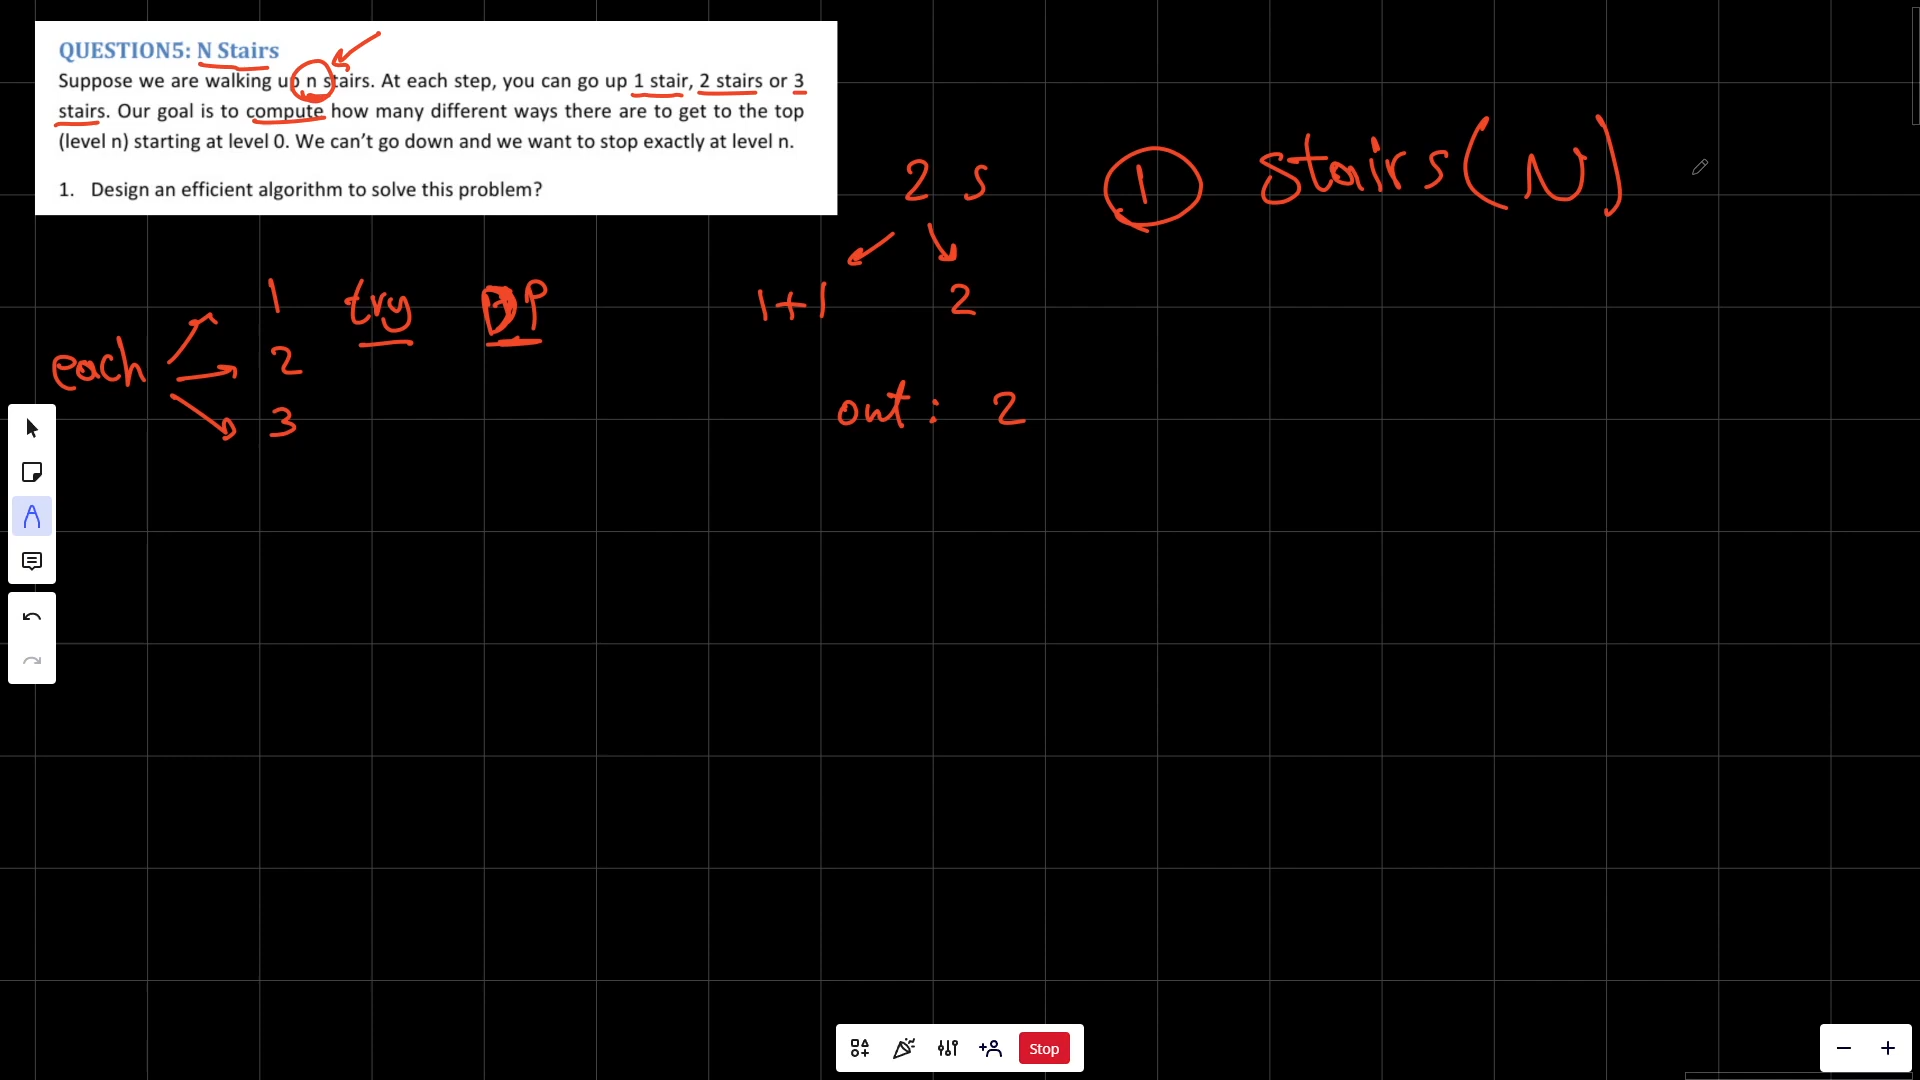 QUESTION5: N Stairs
Suppose we are walking up n stairs. At each step, you can go up 1 stair, 2 stairs or 3
stairs. Our goal is to compute how many different ways there are to get to the top
(level n) starting at level 0. We can't go down and we want to stop exactly at level n.
1. Design an efficient algorithm to solve this problem?
2 s
1 stairs(N)
1+1 2
out: 2
each 1 try DP
2
3
Stop